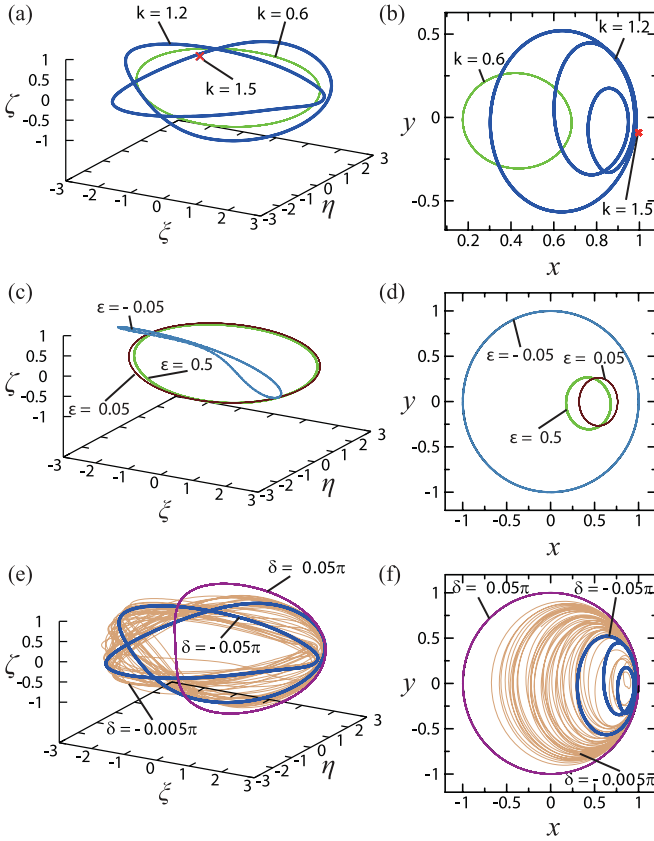 (a)
k = 1.2
k = 0.6
k = 1.5
ζ
1
0.5
0
-0.5
-1
-3
-2
-1
0
1
2
3
ξ
-3
-2
-1
0
1
2
3
η
(b)
k = 0.6
k = 1.2
k = 1.5
y
0.5
0
-0.5
0.2
0.4
0.6
0.8
1
x
(c)
ε = - 0.05
ε = 0.5
ε = 0.05
ζ
1
0.5
0
-0.5
-1
-3
-2
-1
0
1
2
3
ξ
-3
-2
-1
0
1
2
3
η
(d)
ε = -0.05
ε = 0.05
ε = 0.5
y
1
0.5
0
-0.5
-1
-1
-0.5
0
0.5
1
x
(e)
δ = 0.05π
δ = -0.05π
δ = -0.005π
ζ
1
0.5
0
-0.5
-1
-3
-2
-1
0
1
2
3
ξ
-3
-2
-1
0
1
2
3
η
(f)
δ = 0.05π
δ = -0.05π
δ = -0.005π
y
1
0.5
0
-0.5
-1
-1
-0.5
0
0.5
1
x